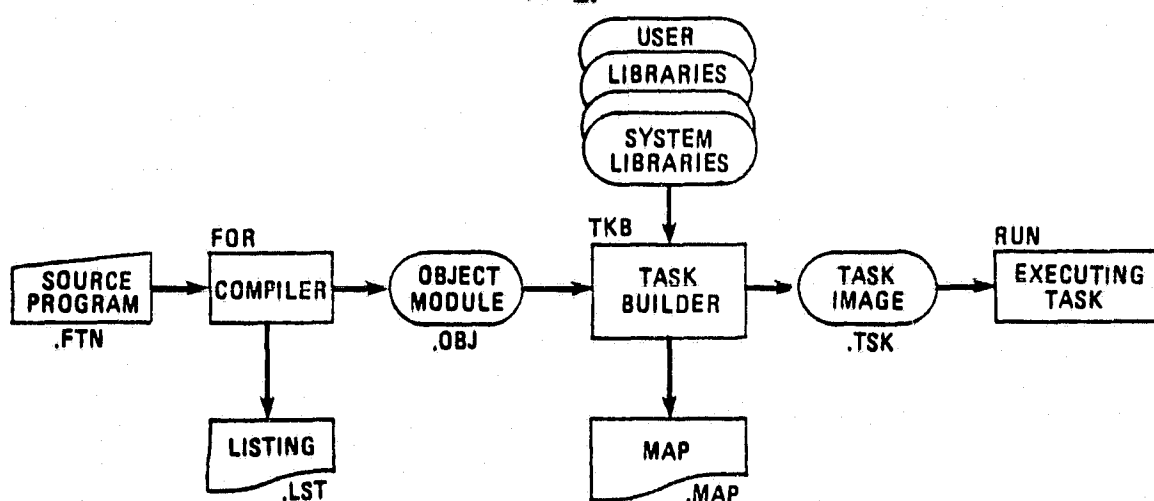 USER
LIBRARIES
SYSTEM
LIBRARIES
FOR
TKB
RUN
SOURCE
PROGRAM
COMPILER
OBJECT
MODULE
TASK
BUILDER
TASK
IMAGE
EXECUTING
TASK
.FTN
.OBJ
.TSK
LISTING
.LST
MAP
.MAP